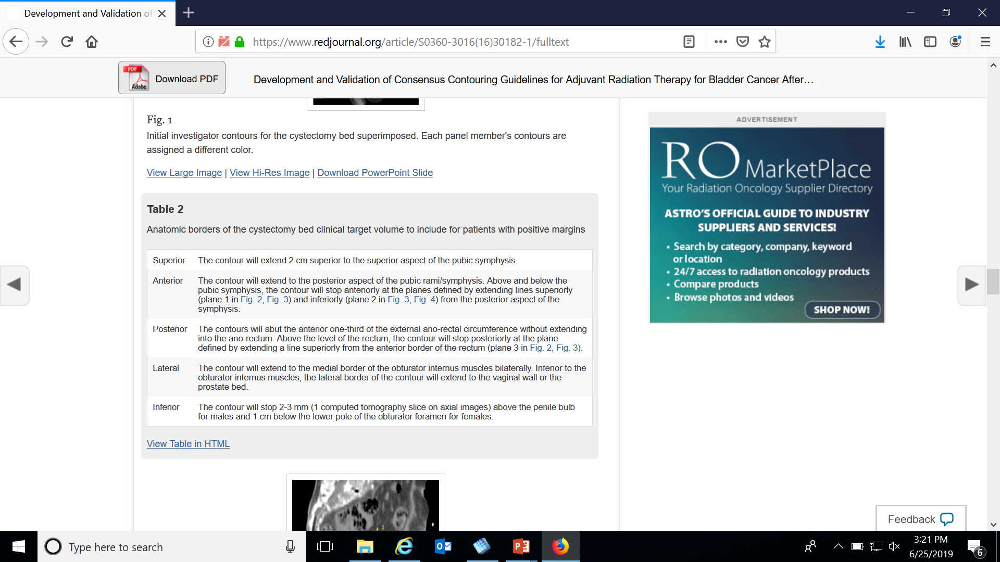 Development and Validation of
https://www.redjournal.org/article/S0360-3016(16)30182-1/fulltext
PDF
Adobe
Download PDF
Development and Validation of Consensus Contouring Guidelines for Adjuvant Radiation Therapy for Bladder Cancer After…
Fig. 1
Initial investigator contours for the cystectomy bed superimposed. Each panel member's contours are
assigned a different color.
View Large Image | View Hi-Res Image | Download PowerPoint Slide
Table 2
Anatomic borders of the cystectomy bed clinical target volume to include for patients with positive margins
Superior The contour will extend 2 cm superior to the superior aspect of the pubic symphysis.
Anterior The contour will extend to the posterior aspect of the pubic rami/symphysis. Above and below the
pubic symphysis, the contour will stop anteriorly at the planes defined by extending lines superiorly
(plane 1 in Fig. 2, Fig. 3) and inferiorly (plane 2 in Fig. 3, Fig. 4) from the posterior aspect of the
symphysis.
Posterior The contours will abut the anterior one-third of the external ano-rectal circumference without extending
into the ano-rectum. Above the level of the rectum, the contour will stop posteriorly at the plane
defined by extending a line superiorly from the anterior border of the rectum (plane 3 in Fig. 2, Fig. 3).
Lateral The contour will extend to the medial border of the obturator internus muscles bilaterally. Inferior to the
obturator internus muscles, the lateral border of the contour will extend to the vaginal wall or the
prostate bed.
Inferior The contour will stop 2-3 mm (1 computed tomography slice on axial images) above the penile bulb
for males and 1 cm below the lower pole of the obturator foramen for females.
View Table in HTML
ADVERTISEMENT
RO MarketPlace
Your Radiation Oncology Supplier Directory
ASTRO'S OFFICIAL GUIDE TO INDUSTRY
SUPPLIERS AND SERVICES!
• Search by category, company, keyword
or location
• 24/7 access to radiation oncology products
• Compare products
• Browse photos and videos
SHOP NOW!
Feedback
Type here to search
3:21 PM
6/25/2019
6